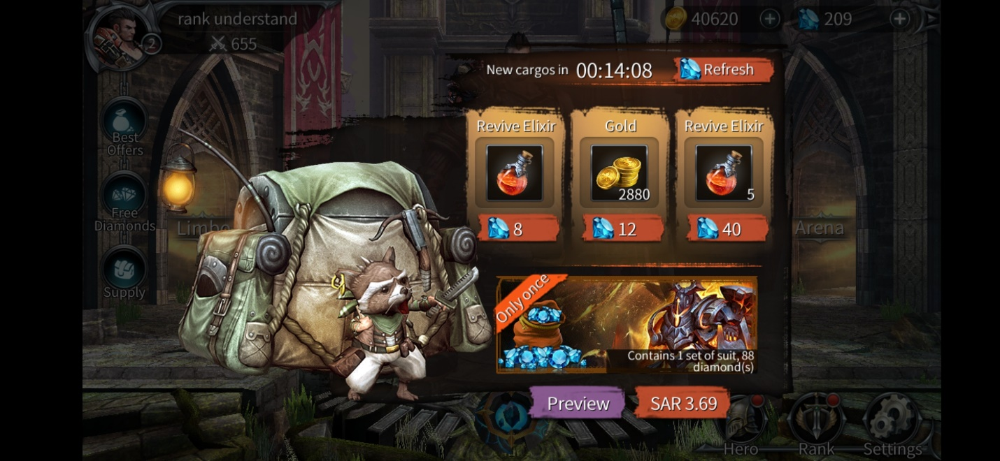 rank understand
2
655
40620
209
New cargos in 00:14:08
Refresh
Revive Elixir
Gold
Revive Elixir
2880
5
8
12
40
Best
Offers
Free
Diamonds
Supply
Limbo
Arena
Only once
Contains 1 set of suit, 88
diamond(s)
Preview
SAR 3.69
Hero
Rank
Settings